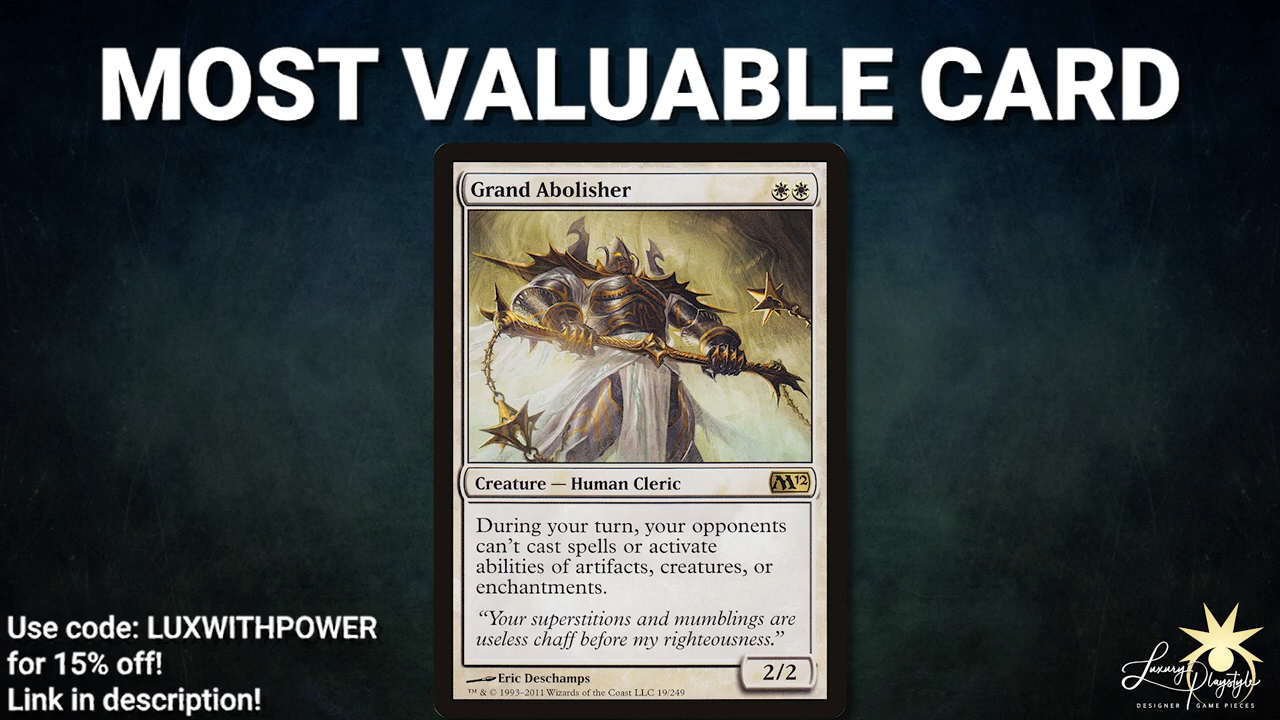 MOST VALUABLE CARD
Grand Abolisher
Creature — Human Cleric
M12
During your turn, your opponents
can't cast spells or activate
abilities of artifacts, creatures, or
enchantments.
"Your superstitions and mumblings are
useless chaff before my righteousness."
2/2
Eric Deschamps
™ & © 1993–2011 Wizards of the Coast LLC 19/249
Use code: LUXWITHPOWER
for 15% off!
Link in description!
Luxury
Playstyle
DESIGNER GAME PIECES